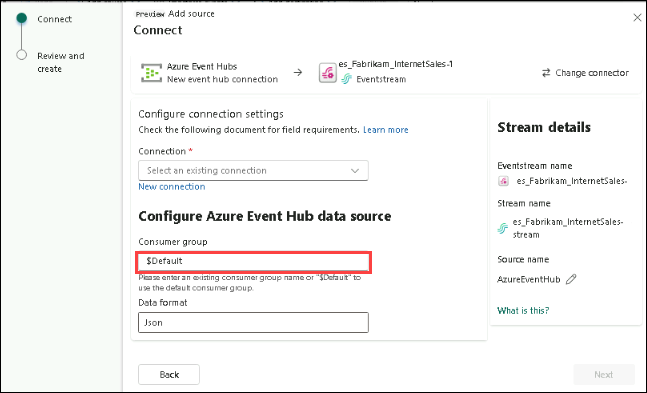 Connect
Review and
create
Preview Add source
Connect
Azure Event Hubs
New event hub connection
es_Fabrikam_InternetSales-1
Eventstream
Change connector
Configure connection settings
Check the following document for field requirements. Learn more
Connection *
Select an existing connection
New connection
Configure Azure Event Hub data source
Consumer group
$Default
Please enter an existing consumer group name or "$Default" to
use the default consumer group.
Data format
Json
Stream details
Eventstream name
es_Fabrikam_InternetSales-
Stream name
es_Fabrikam_InternetSales-
stream
Source name
AzureEventHub
What is this?
Back
Next